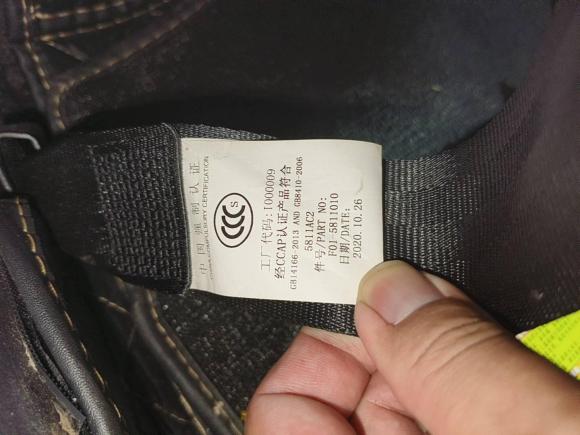 中国强制认证
CHINA COMPULSORY CERTIFICATION
CCC S
工厂代码:I000009
经CCAP认证产品符合
GB14166-2013 AND GB8410-2006
5811AC2
件号/PART NO:
F01-5811010
日期/DATE:
2020.10.26